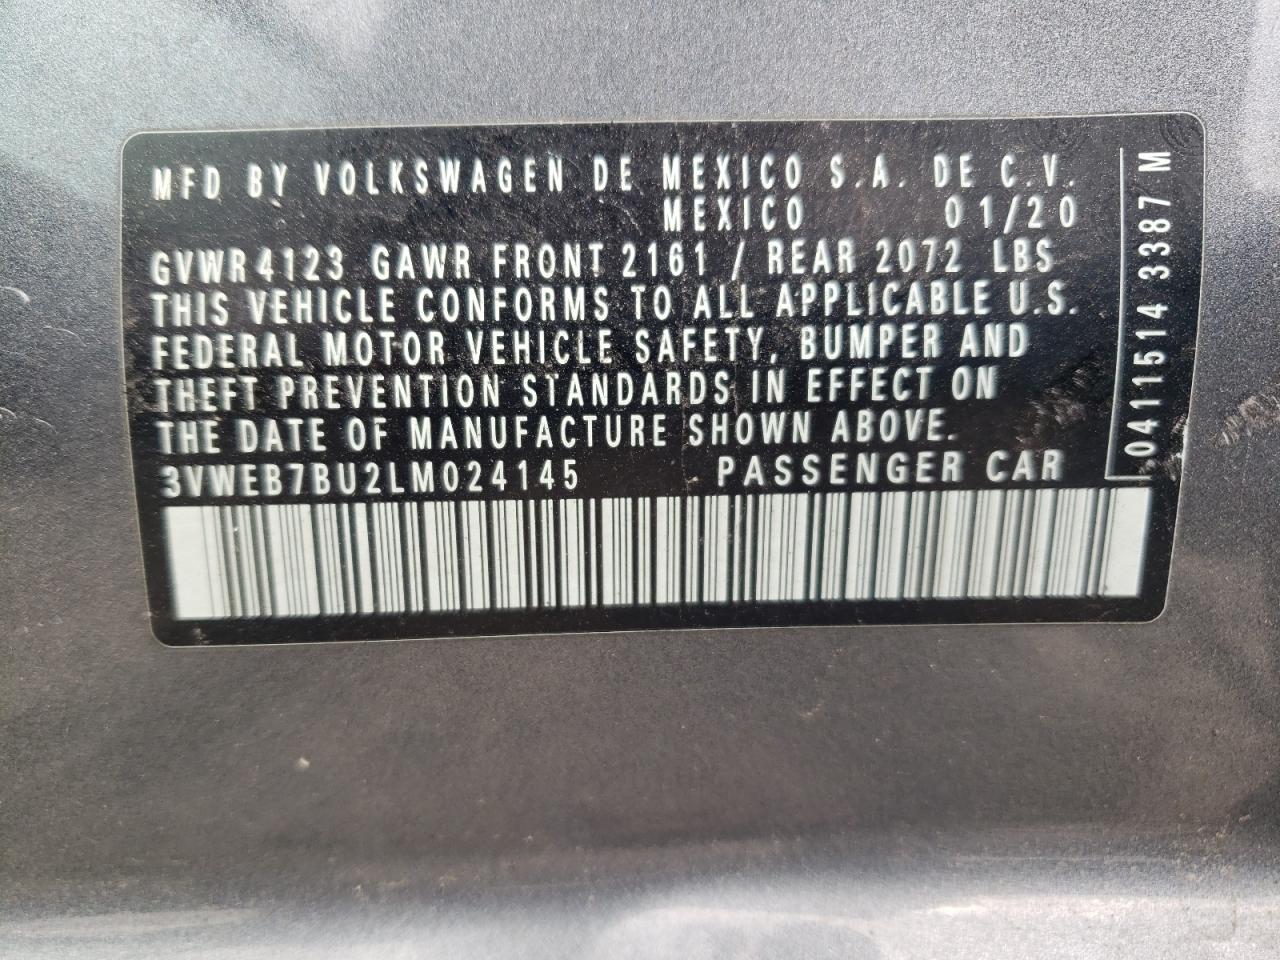 MFD BY VOLKSWAGEN DE MEXICO S.A. DE C.V.
MEXICO 01/20
GVWR 4123 GAWR FRONT 2161 / REAR 2072 LBS
THIS VEHICLE CONFORMS TO ALL APPLICABLE U.S.
FEDERAL MOTOR VEHICLE SAFETY, BUMPER AND
THEFT PREVENTION STANDARDS IN EFFECT ON
THE DATE OF MANUFACTURE SHOWN ABOVE.
3VWEB7BU2LM024145 PASSENGER CAR
0411514 3387 M